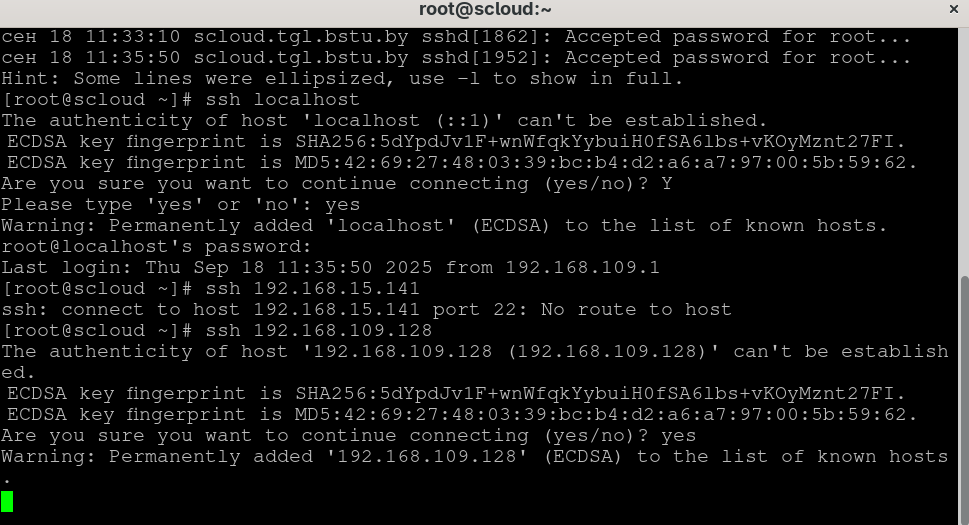 root@scloud:~
×
сен 18 11:33:10 scloud.tgl.bstu.by sshd[1862]: Accepted password for root...
сен 18 11:35:50 scloud.tgl.bstu.by sshd[1952]: Accepted password for root...
Hint: Some lines were ellipsized, use -l to show in full.
[root@scloud ~]# ssh localhost
The authenticity of host 'localhost (::1)' can't be established.
ECDSA key fingerprint is SHA256:5dYpdJv1F+wnWfqkYybuiH0fSA6lbs+vKOyMznt27FI.
ECDSA key fingerprint is MD5:42:69:27:48:03:39:bc:b4:d2:a6:a7:97:00:5b:59:62.
Are you sure you want to continue connecting (yes/no)? Y
Please type 'yes' or 'no': yes
Warning: Permanently added 'localhost' (ECDSA) to the list of known hosts.
root@localhost's password:
Last login: Thu Sep 18 11:35:50 2025 from 192.168.109.1
[root@scloud ~]# ssh 192.168.15.141
ssh: connect to host 192.168.15.141 port 22: No route to host
[root@scloud ~]# ssh 192.168.109.128
The authenticity of host '192.168.109.128 (192.168.109.128)' can't be establish
ed.
ECDSA key fingerprint is SHA256:5dYpdJv1F+wnWfqkYybuiH0fSA6lbs+vKOyMznt27FI.
ECDSA key fingerprint is MD5:42:69:27:48:03:39:bc:b4:d2:a6:a7:97:00:5b:59:62.
Are you sure you want to continue connecting (yes/no)? yes
Warning: Permanently added '192.168.109.128' (ECDSA) to the list of known hosts
.